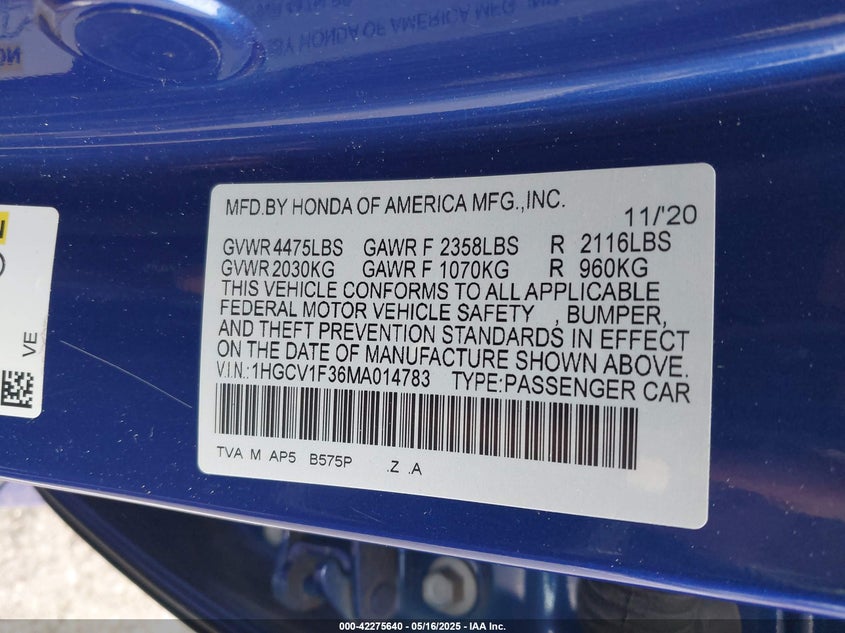 MFD.BY HONDA OF AMERICA MFG.,INC.
11/'20
GVWR 4475LBS GAWR F 2358LBS R 2116LBS
GVWR 2030KG GAWR F 1070KG R 960KG
THIS VEHICLE CONFORMS TO ALL APPLICABLE
FEDERAL MOTOR VEHICLE SAFETY , BUMPER,
AND THEFT PREVENTION STANDARDS IN EFFECT
ON THE DATE OF MANUFACTURE SHOWN ABOVE.
V.I.N.:1HGCV1F36MA014783 TYPE:PASSENGER CAR
TVA M AP5 B575P .Z .A
VE
000-42275640 - 05/16/2025 - IAA Inc.